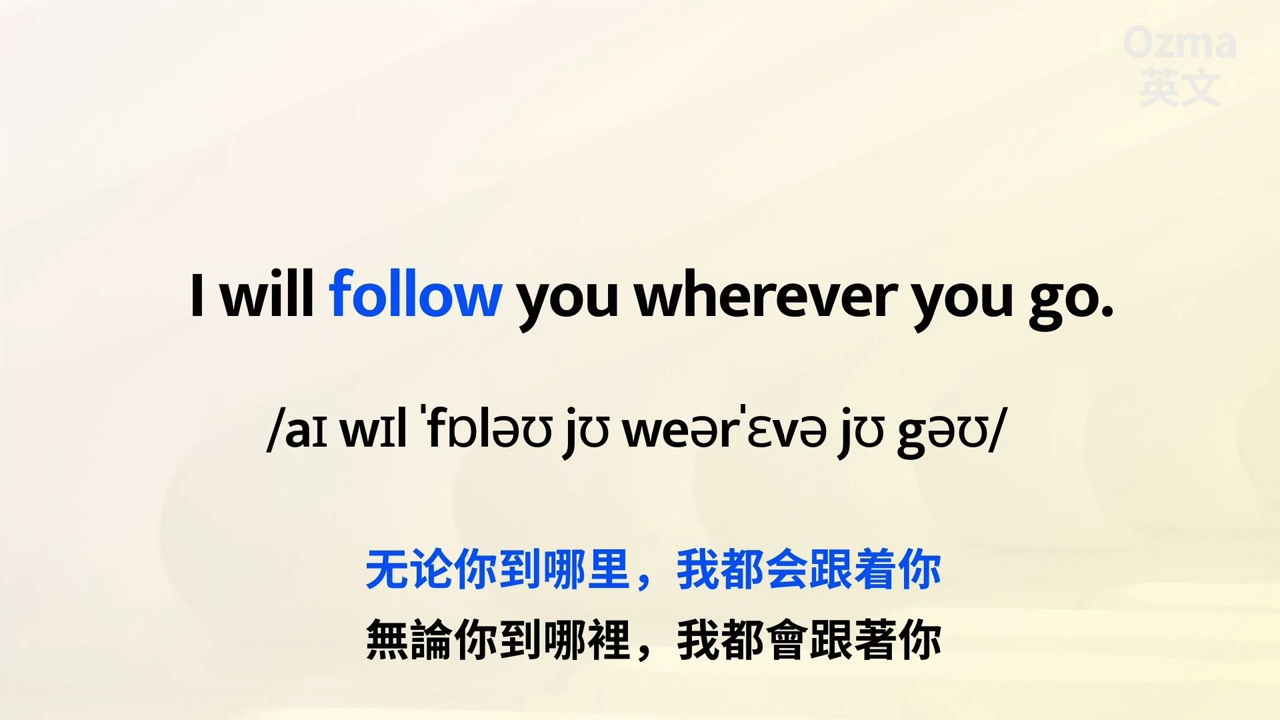 Ozma
英文
I will follow you wherever you go.
/aɪ wɪl ˈfɒləʊ jʊ weərˈɛvə jʊ gəʊ/
无论你到哪里，我都会跟着你
無論你到哪裡，我都會跟著你